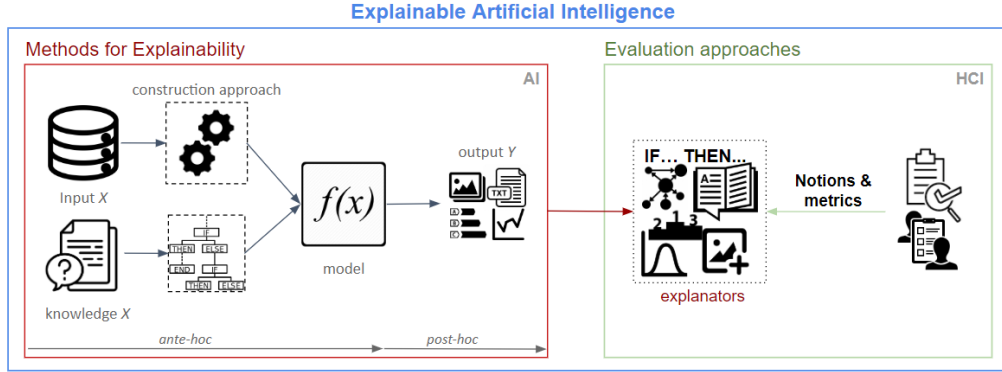 Explainable Artificial Intelligence
Methods for Explainability
AI
construction approach
Input X
knowledge X
IF
THEN
ELSE
END
IF
THEN
ELSE
f(x)
model
output Y
TXT
A
B
C
ante-hoc
post-hoc
Evaluation approaches
HCI
IF... THEN...
A
2 1 3
explanators
Notions &
metrics